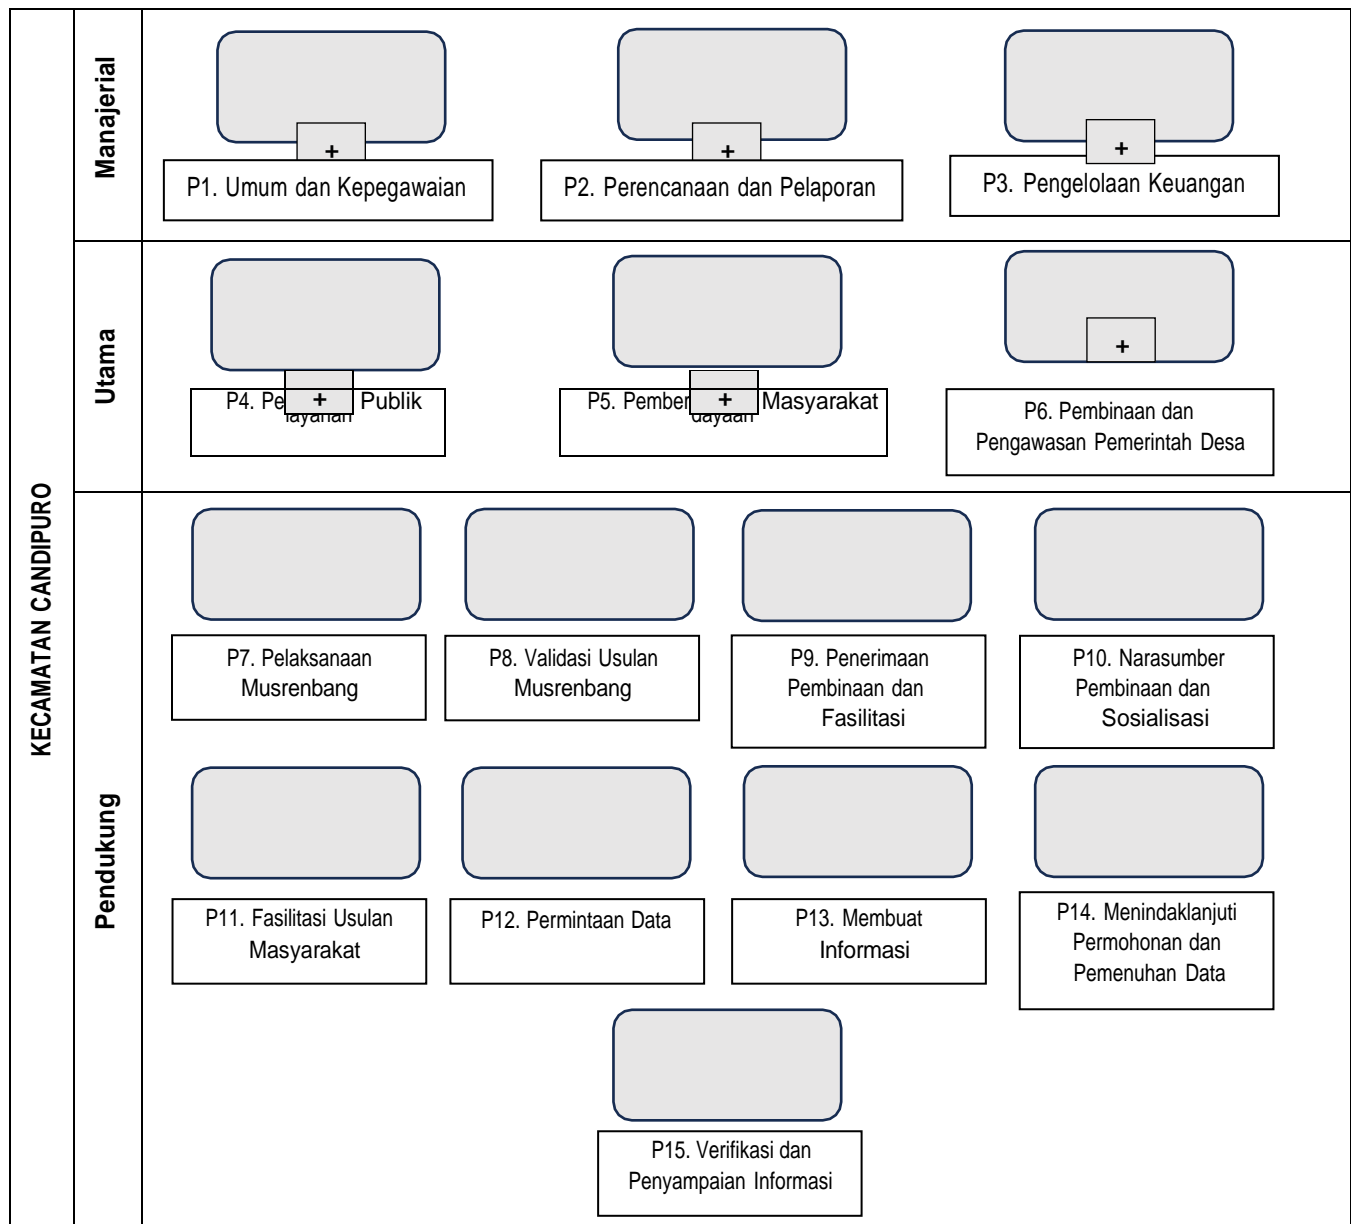 KECAMATAN CANDIPURO
Manajerial
+
+
+
P1. Umum dan Kepegawaian
P2. Perencanaan dan Pelaporan
P3. Pengelolaan Keuangan
Utama
+
+
+
P4. Pe
layanan
Publik
P5. Pember
dayaan
Masyarakat
P6. Pembinaan dan
Pengawasan Pemerintah Desa
Pendukung
P7. Pelaksanaan
Musrenbang
P8. Validasi Usulan
Musrenbang
P9. Penerimaan
Pembinaan dan
Fasilitasi
P10. Narasumber
Pembinaan dan
Sosialisasi
P11. Fasilitasi Usulan
Masyarakat
P12. Permintaan Data
P13. Membuat
Informasi
P14. Menindaklanjuti
Permohonan dan
Pemenuhan Data
P15. Verifikasi dan
Penyampaian Informasi